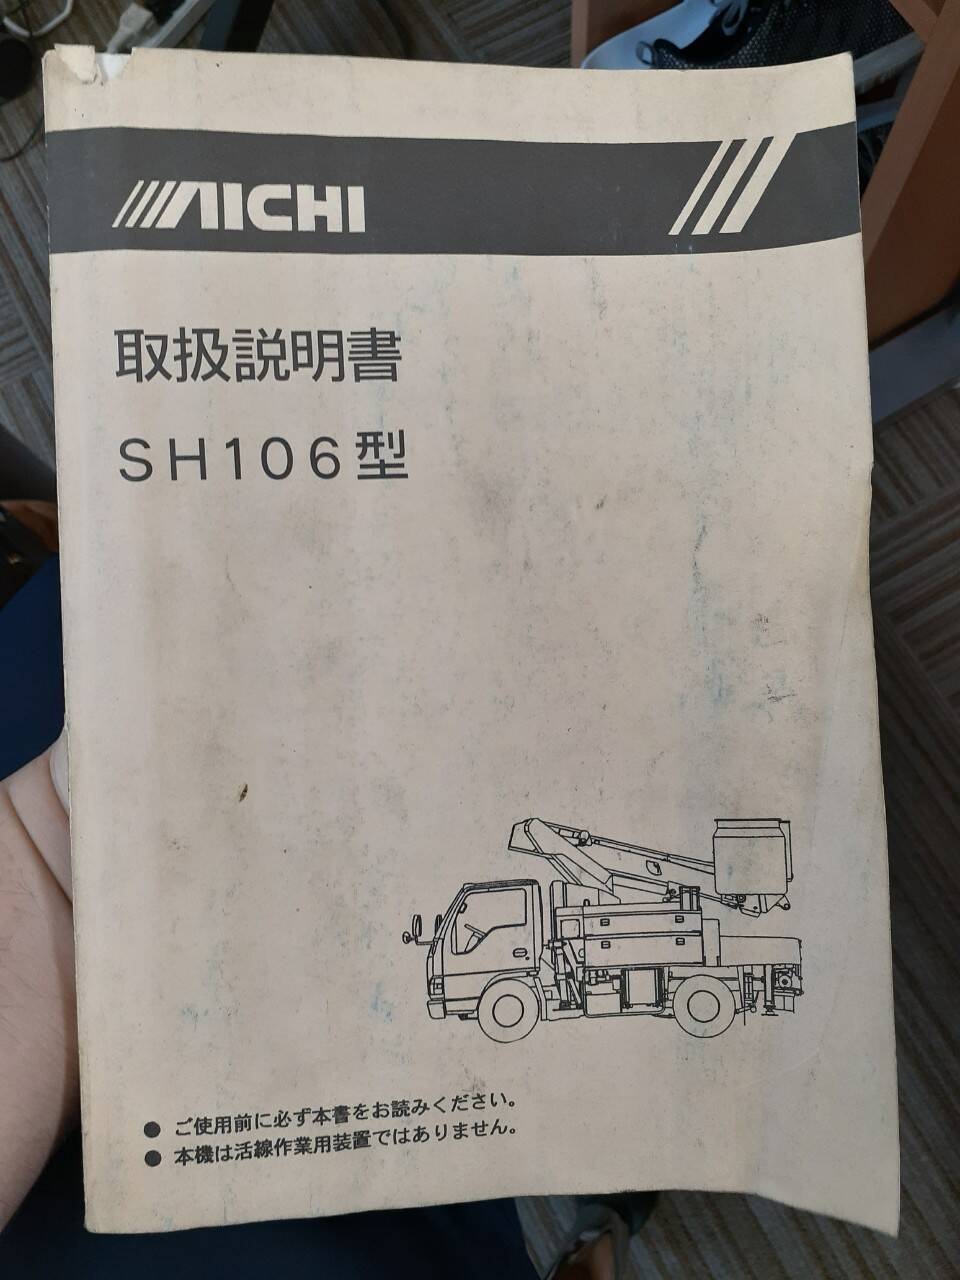 AICHI
取扱説明書
SH106型
● ご使用前に必ず本書をお読みください。
● 本機は活線作業用装置ではありません。